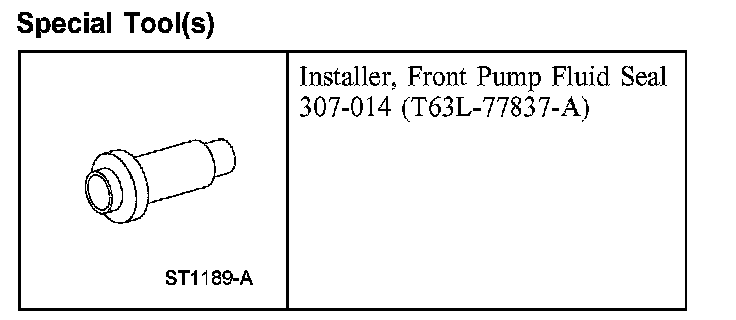 Special Tool(s)
Installer, Front Pump Fluid Seal
307-014 (T63L-77837-A)
ST1189-A